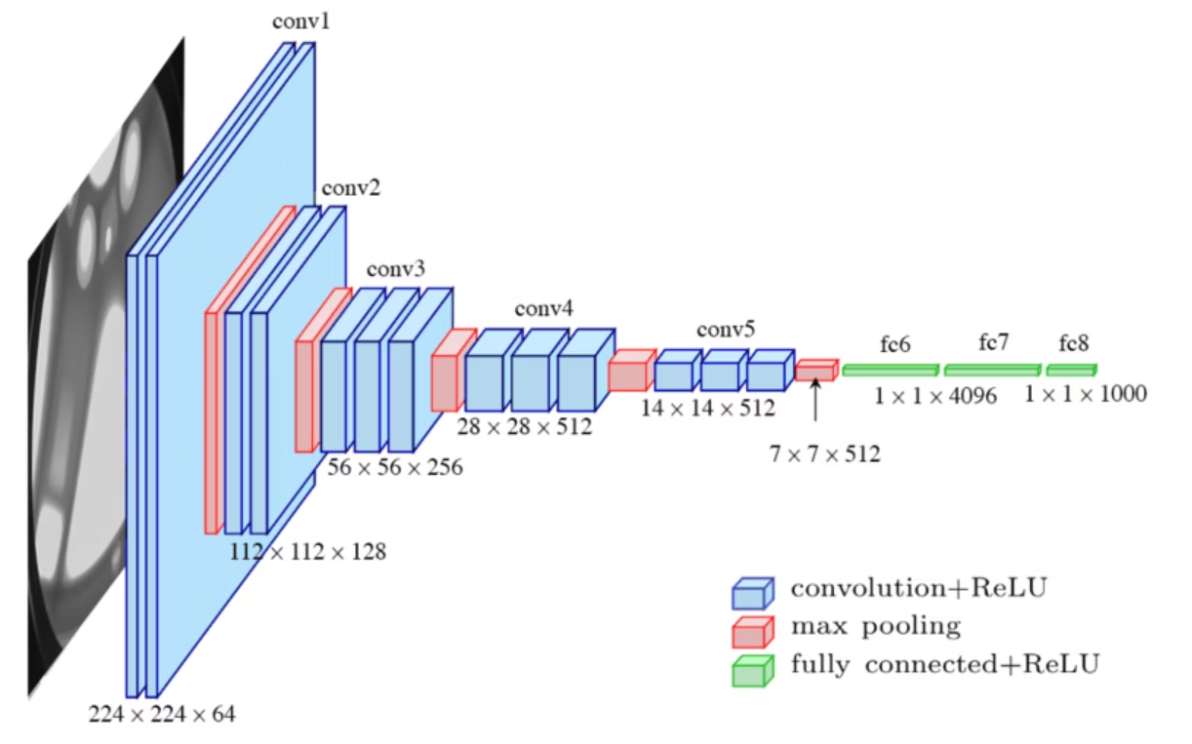 conv1
conv2
conv3
conv4
conv5
fc6
fc7
fc8
1 × 1 × 4096
1 × 1 × 1000
14 × 14 × 512
28 × 28 × 512
7 × 7 × 512
56 × 56 × 256
112 × 112 × 128
224 × 224 × 64
convolution+ReLU
max pooling
fully connected+ReLU